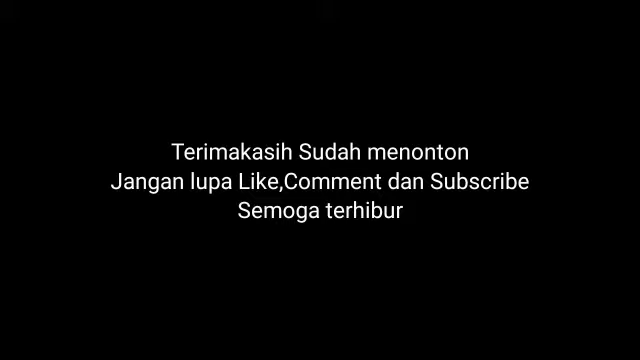 Terimakasih Sudah menonton
Jangan lupa Like,Comment dan Subscribe
Semoga terhibur